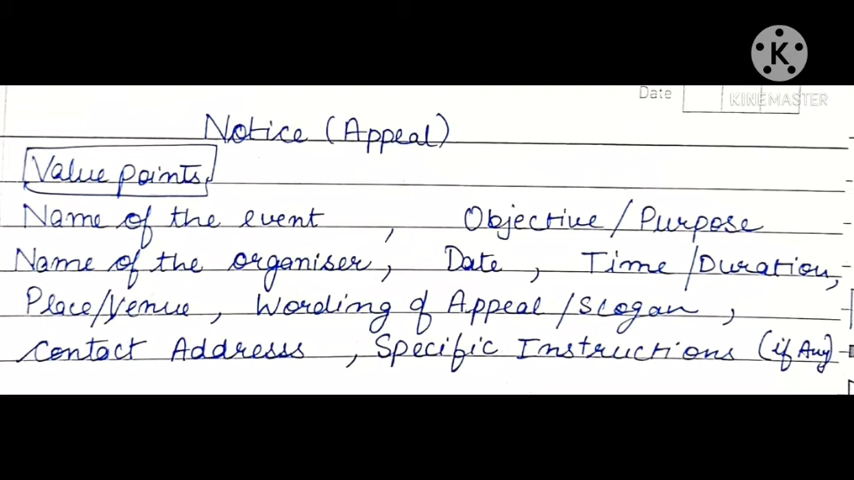 K
KINEMASTER
Date
Notice (Appeal)
Value points
Name of the event , Objective/Purpose
Name of the organiser, Date , Time/Duration,
Place/Venue , Wording of Appeal/Slogan ,
Contact Addresss , Specific Instructions (if Any)